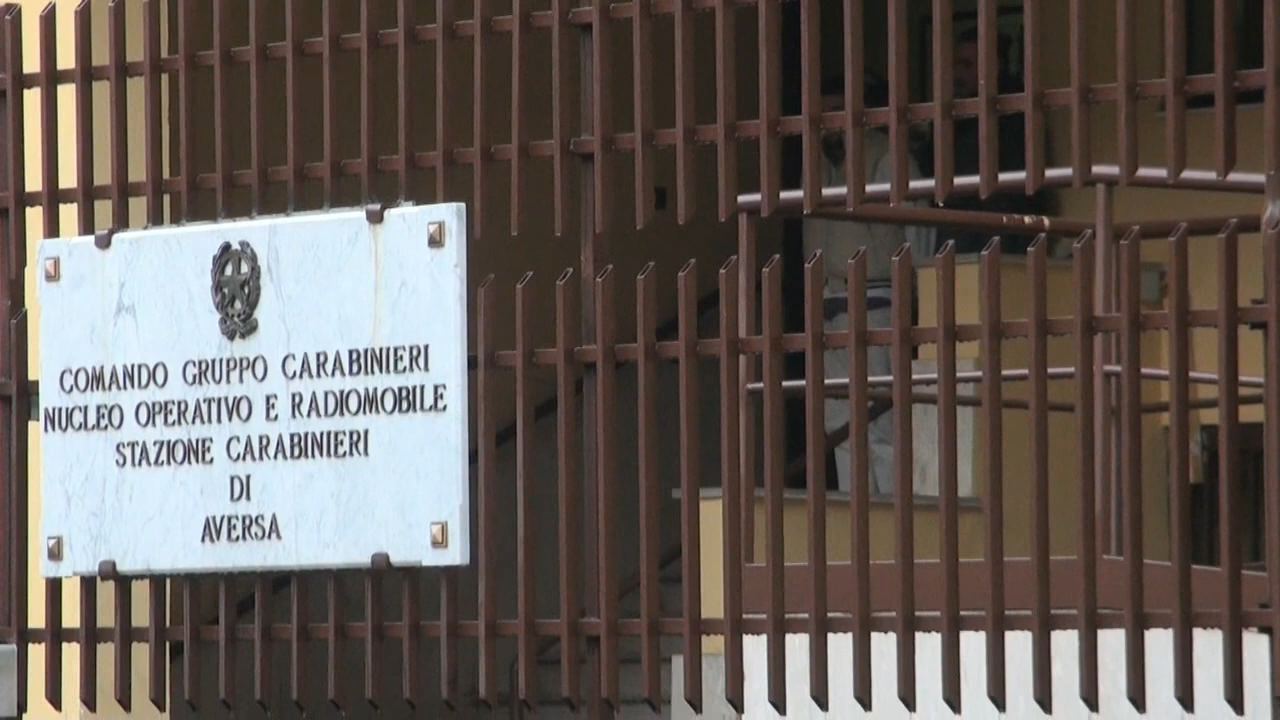 COMANDO GRUPPO CARABINIERI
NUCLEO OPERATIVO E RADIOMOBILE
STAZIONE CARABINIERI
DI
AVERSA